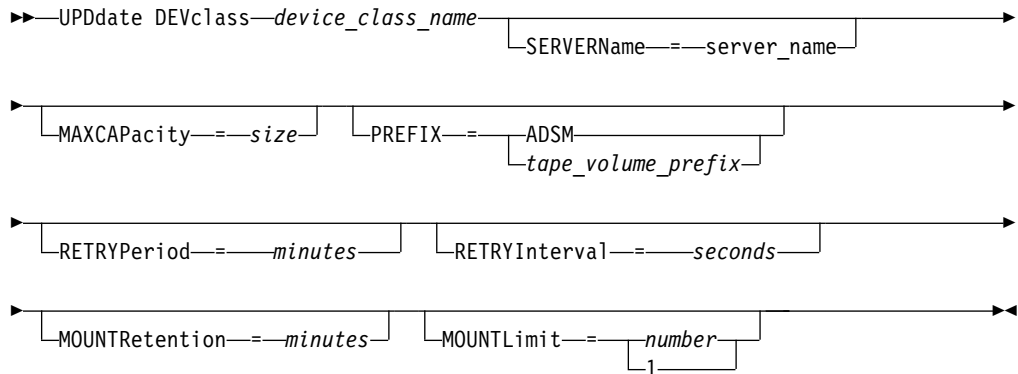 UPDdate DEVclass device_class_name
SERVERName = server_name
MAXCAPacity = size PREFIX = ADSM
tape_volume_prefix
RETRYPeriod = minutes RETRYInterval = seconds
MOUNTRetention = minutes MOUNTLimit = number
1